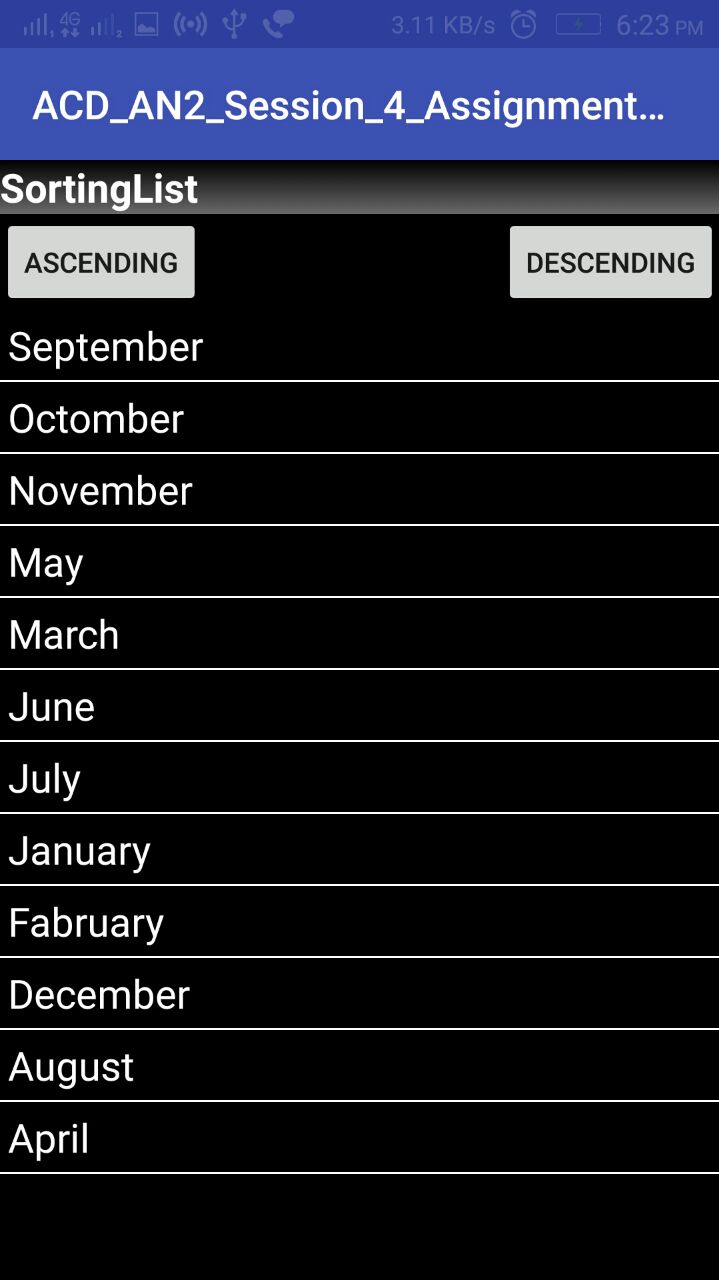 4G 3.11 KB/s 6:23 PM
ACD_AN2_Session_4_Assignment...
SortingList
ASCENDING DESCENDING
September
Octomber
November
May
March
June
July
January
Fabruary
December
August
April